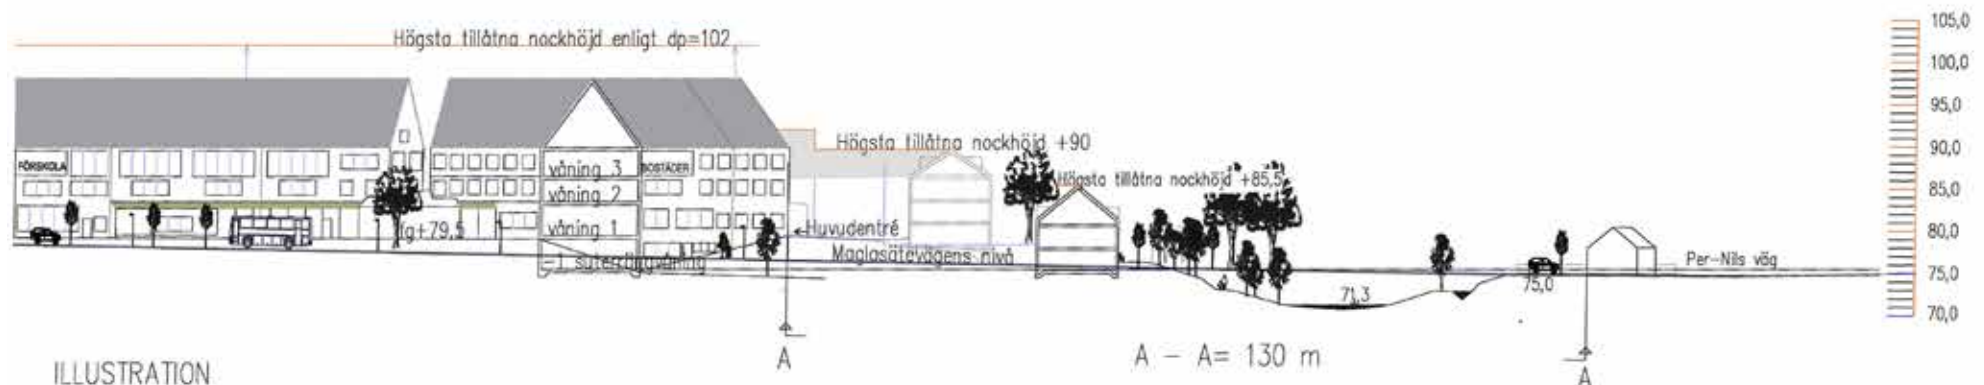 Högsta tillåtna nockhöjd enligt dp=102
105,0
100,0
95,0
90,0
85,0
80,0
75,0
70,0
Högsta tillåtna nockhöjd +90
FÖRSKOLA
våning 3
BOSTÄDER
Högsta tillåtna nockhöjd +85,5
våning 2
våning 1
fg+79,5
Huvudentré
Maglasätevägens nivå
-1 suterrängvåning
Per-Nils väg
71,3
75,0
A
A – A= 130 m
A
ILLUSTRATION